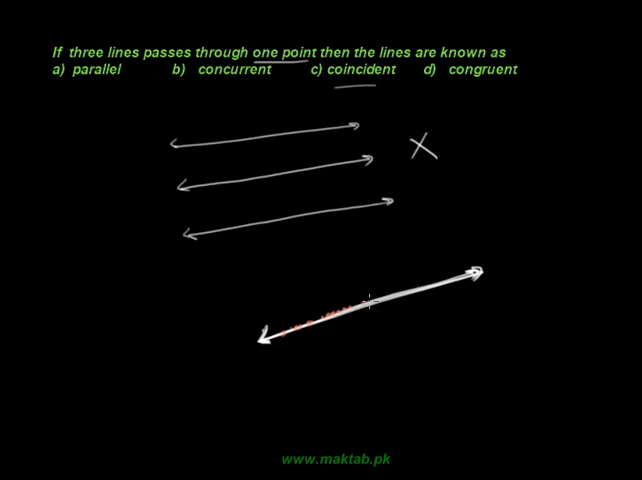 If three lines passes through one point then the lines are known as
a) parallel b) concurrent c) coincident d) congruent
www.maktab.pk